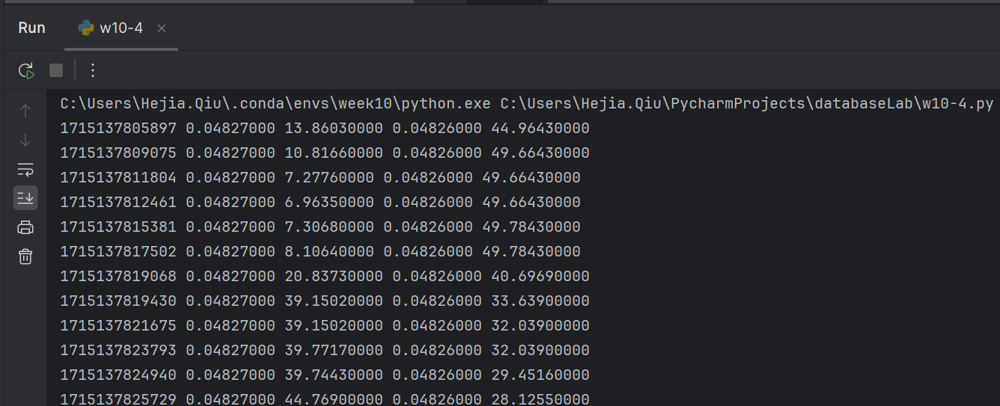 Run w10-4
C:\Users\Hejia.Qiu\.conda\envs\week10\python.exe C:\Users\Hejia.Qiu\PycharmProjects\databaseLab\w10-4.py
1715137805897 0.04827000 13.86030000 0.04826000 44.96430000
1715137809075 0.04827000 10.81660000 0.04826000 49.66430000
1715137811804 0.04827000 7.27760000 0.04826000 49.66430000
1715137812461 0.04827000 6.96350000 0.04826000 49.66430000
1715137815381 0.04827000 7.30680000 0.04826000 49.78430000
1715137817502 0.04827000 8.10640000 0.04826000 49.78430000
1715137819068 0.04827000 20.83730000 0.04826000 40.69690000
1715137819430 0.04827000 39.15020000 0.04826000 33.63900000
1715137821675 0.04827000 39.15020000 0.04826000 32.03900000
1715137823793 0.04827000 39.77170000 0.04826000 32.03900000
1715137824940 0.04827000 39.74430000 0.04826000 29.45160000
1715137825729 0.04827000 44.76900000 0.04826000 28.12550000